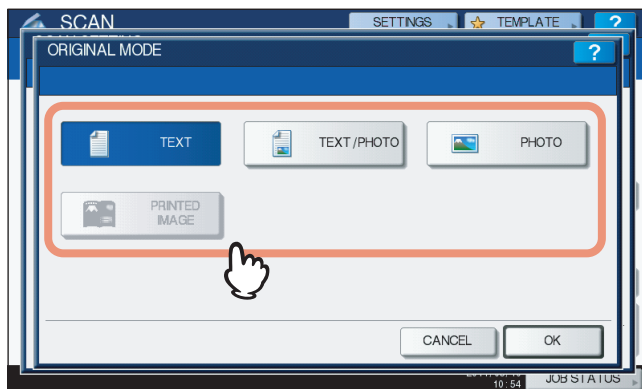 SCAN
SETTINGS
TEMPLATE
?
ORIGINAL MODE
?
TEXT
TEXT/PHOTO
PHOTO
PRINTED
IMAGE
CANCEL
OK
10:54
JOB STATUS